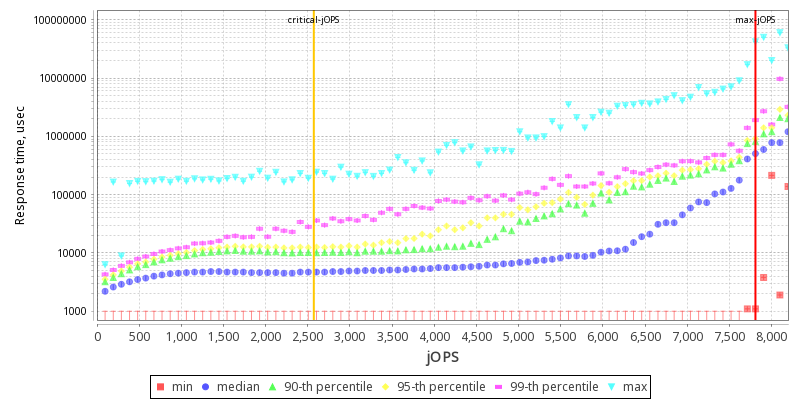 critical-jOPS
max-jOPS
100000000
10000000
1000000
100000
10000
1000
Response time, usec
0
500
1,000
1,500
2,000
2,500
3,000
3,500
4,000
4,500
5,000
5,500
6,000
6,500
7,000
7,500
8,000
jOPS
min
median
90-th percentile
95-th percentile
99-th percentile
max